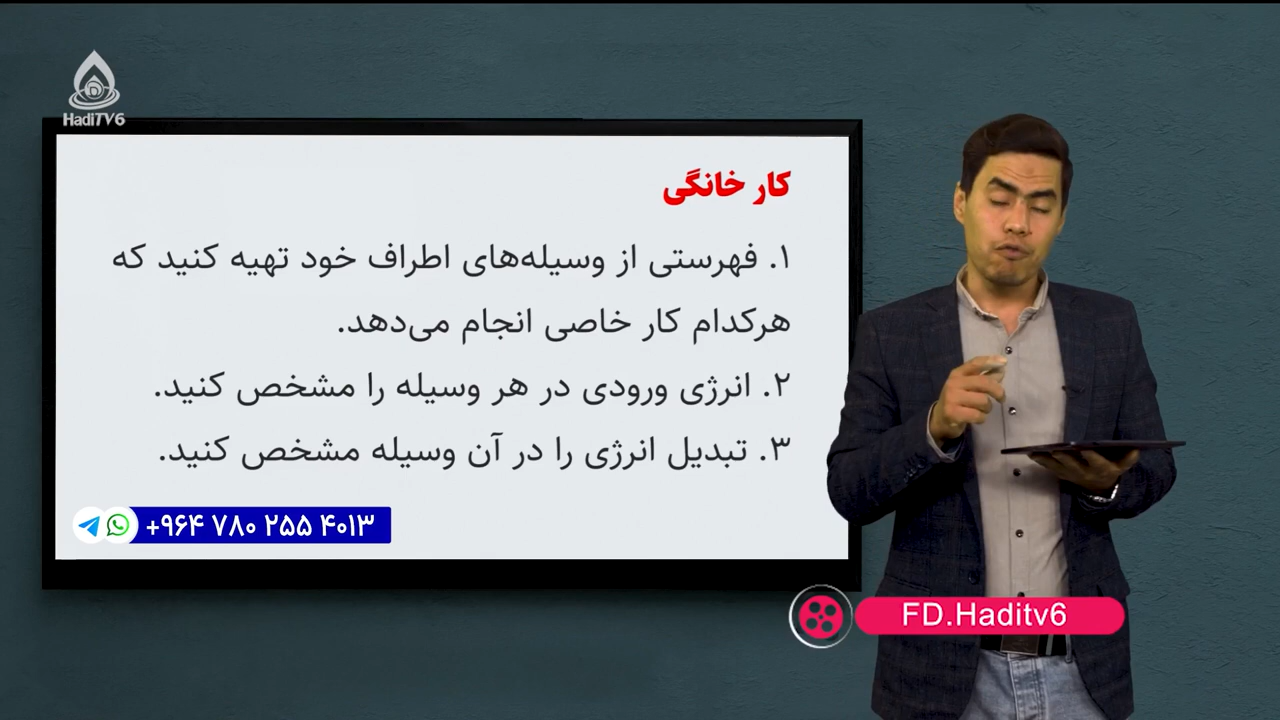 HadiTV6
کار خانگی
۱. فهرستی از وسیله‌های اطراف خود تهیه کنید که
هرکدام کار خاصی انجام می‌دهد.
۲. انرژی ورودی در هر وسیله را مشخص کنید.
۳. تبدیل انرژی را در آن وسیله مشخص کنید.
+۹۶۴ ۷۸۰ ۲۵۵ ۴۰۱۳
FD.Haditv6